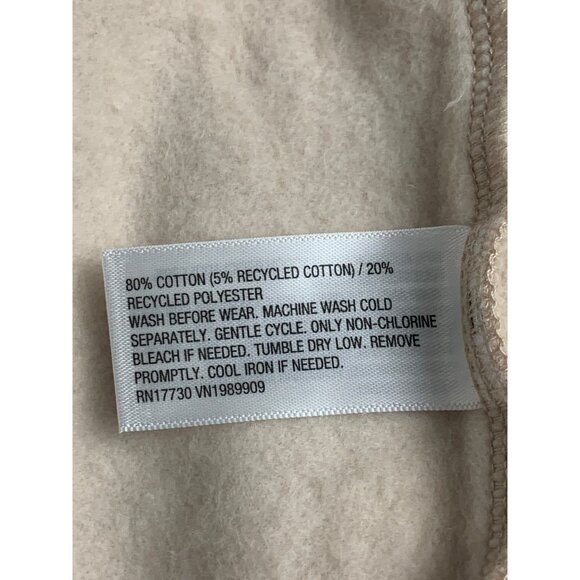 80% COTTON (5% RECYCLED COTTON) / 20%
RECYCLED POLYESTER
WASH BEFORE WEAR. MACHINE WASH COLD
SEPARATELY. GENTLE CYCLE. ONLY NON-CHLORINE
BLEACH IF NEEDED. TUMBLE DRY LOW. REMOVE
PROMPTLY. COOL IRON IF NEEDED.
RN17730 VN1989909